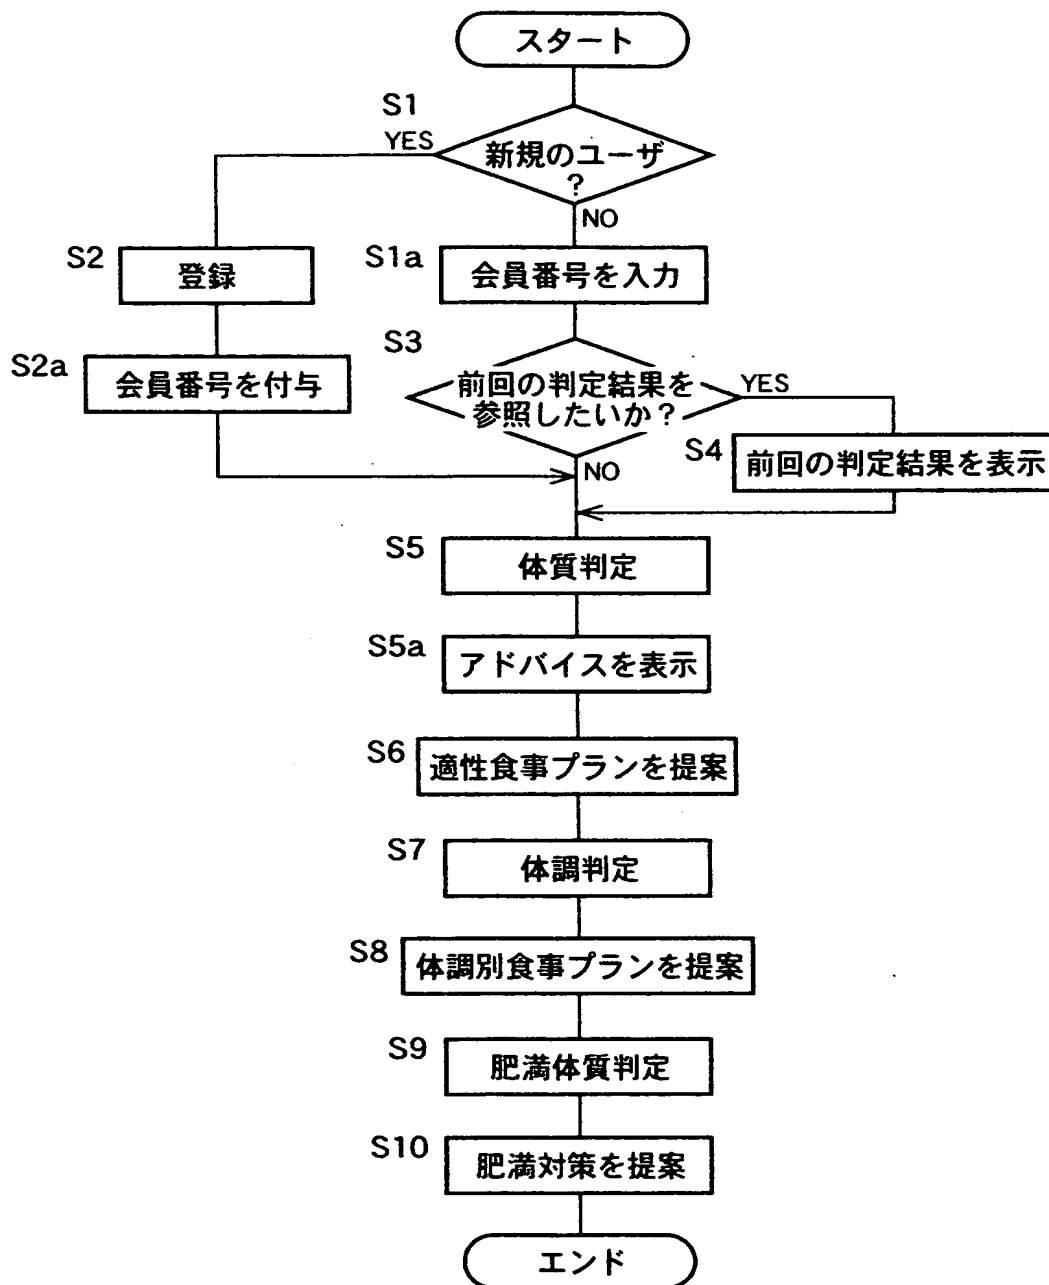 スタート
S1
YES
新規のユーザ
?
NO
S2
登録
S1a
会員番号を入力
S2a
会員番号を付与
S3
前回の判定結果を
参照したいか?
YES
NO
S4
前回の判定結果を表示
S5
体質判定
S5a
アドバイスを表示
S6
適性食事プランを提案
S7
体調判定
S8
体調別食事プランを提案
S9
肥満体質判定
S10
肥満対策を提案
エンド